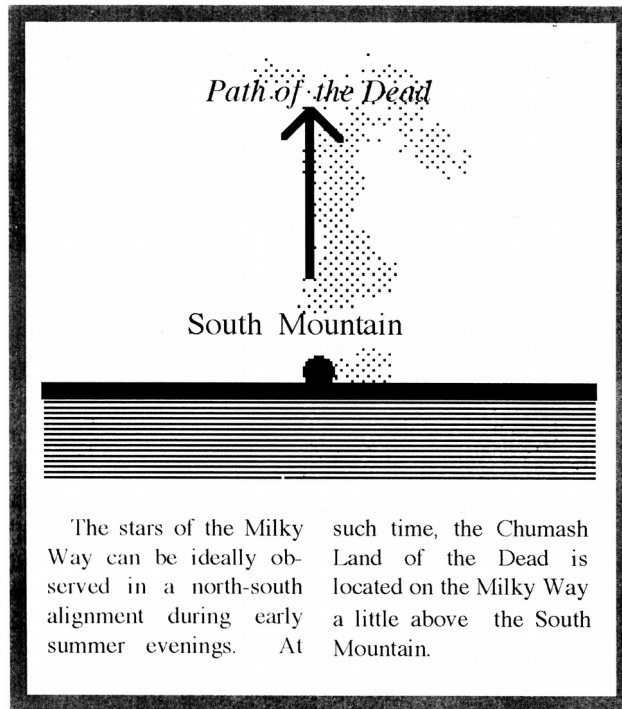 Path of the Dead
South Mountain
The stars of the Milky
Way can be ideally ob-
served in a north-south
alignment during early
summer evenings. At
such time, the Chumash
Land of the Dead is
located on the Milky Way
a little above the South
Mountain.